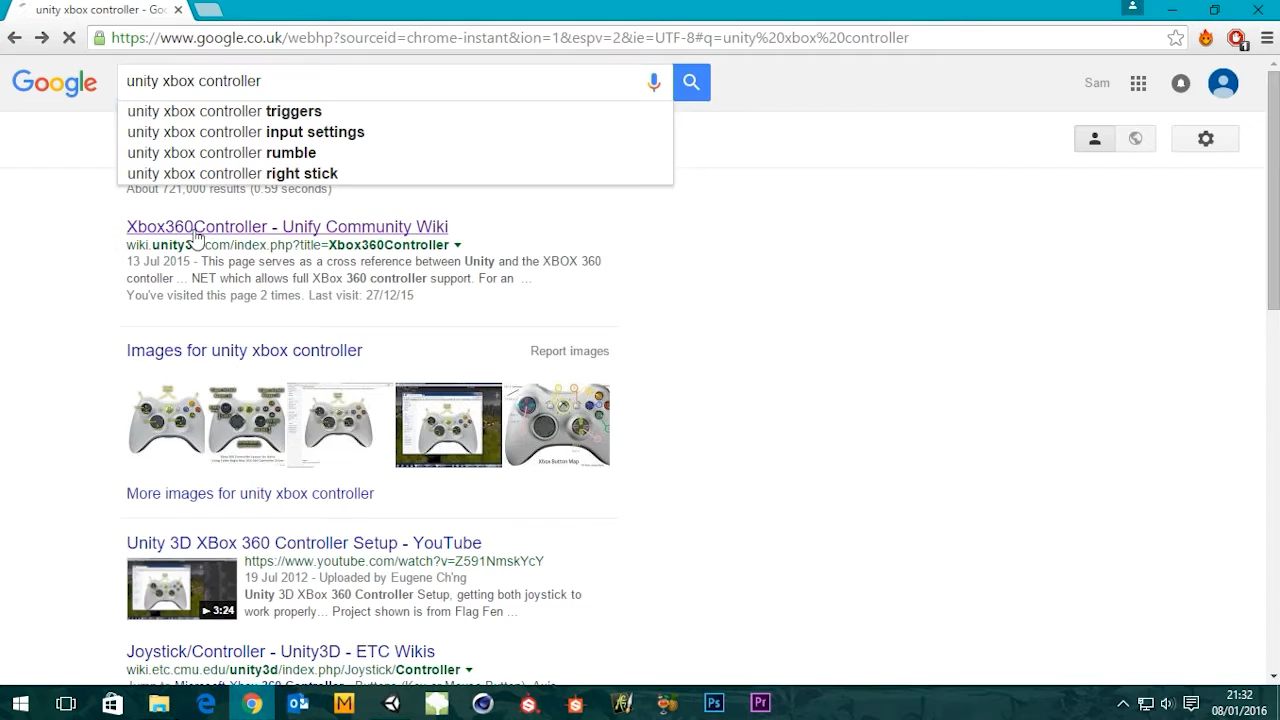 unity xbox controller - Goo
https://www.google.co.uk/webhp?sourceid=chrome-instant&ion=1&espv=2&ie=UTF-8#q=unity%20xbox%20controller
1
Google
unity xbox controller
Sam
unity xbox controller triggers
unity xbox controller input settings
unity xbox controller rumble
unity xbox controller right stick
About 721,000 results (0.59 seconds)
Xbox360Controller - Unify Community Wiki
wiki.unity3d.com/index.php?title=Xbox360Controller
13 Jul 2015 - This page serves as a cross reference between Unity and the XBOX 360
contoller ... NET which allows full XBox 360 controller support. For an ...
You've visited this page 2 times. Last visit: 27/12/15
Images for unity xbox controller
Report images
Xbox Button Map
More images for unity xbox controller
Unity 3D XBox 360 Controller Setup - YouTube
https://www.youtube.com/watch?v=Z591NmskYcY
19 Jul 2012 - Uploaded by Eugene Ch'ng
Unity 3D XBox 360 Controller Setup, getting both joystick to
3:24
work properly... Project shown is from Flag Fen ...
Joystick/Controller - Unity3D - ETC Wikis
wiki.etc.cmu.edu/unity3d/index.php/Joystick/Controller
M
Ps
Pr
21:32
08/01/2016